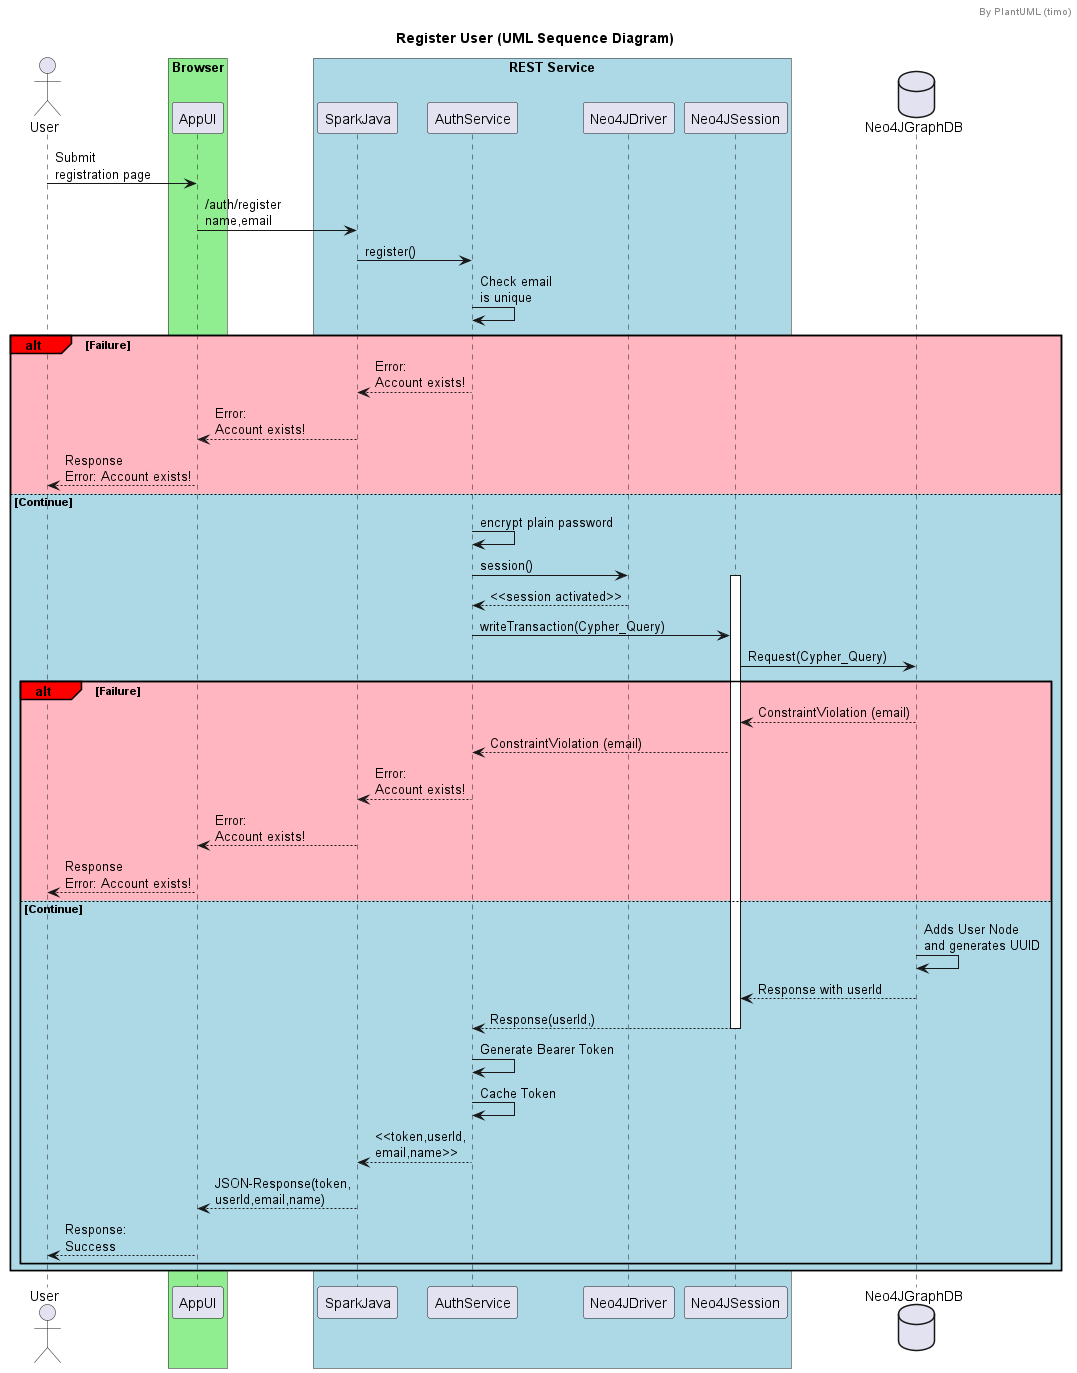 By PlantUML (timo)
Register User (UML Sequence Diagram)
Browser
REST Service
User
AppUI
SparkJava
AuthService
Neo4JDriver
Neo4JSession
Neo4JGraphDB
Submit
registration page
/auth/register
name,email
register()
Check email
is unique
alt [Failure]
Error:
Account exists!
Error:
Account exists!
Response
Error: Account exists!
[Continue]
encrypt plain password
session()
<<session activated>>
writeTransaction(Cypher_Query)
Request(Cypher_Query)
alt [Failure]
ConstraintViolation (email)
ConstraintViolation (email)
Error:
Account exists!
Error:
Account exists!
Response
Error: Account exists!
[Continue]
Adds User Node
and generates UUID
Response with userId
Response(userId,)
Generate Bearer Token
Cache Token
<<token,userId,
email,name>>
JSON-Response(token,
userId,email,name)
Response:
Success
User
AppUI
SparkJava
AuthService
Neo4JDriver
Neo4JSession
Neo4JGraphDB